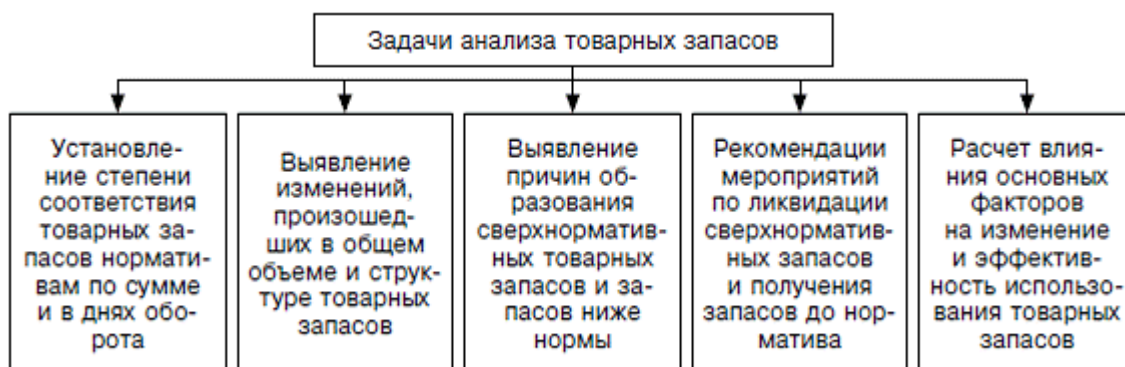 Задачи анализа товарных запасов
Установле-
ние степени
соответствия
товарных за-
пасов нормати-
вам по сумме
и в днях обо-
рота
Выявление
изменений,
произошед-
ших в общем
объеме и струк-
туре товарных
запасов
Выявление
причин об-
разования
сверхнорматив-
ных товарных
запасов и за-
пасов ниже
нормы
Рекомендации
мероприятий
по ликвидации
сверхнорматив-
ных запасов
и получения
запасов до нор-
матива
Расчет влия-
ния основных
факторов
на изменение
и эффектив-
ность использо-
вания товарных
запасов